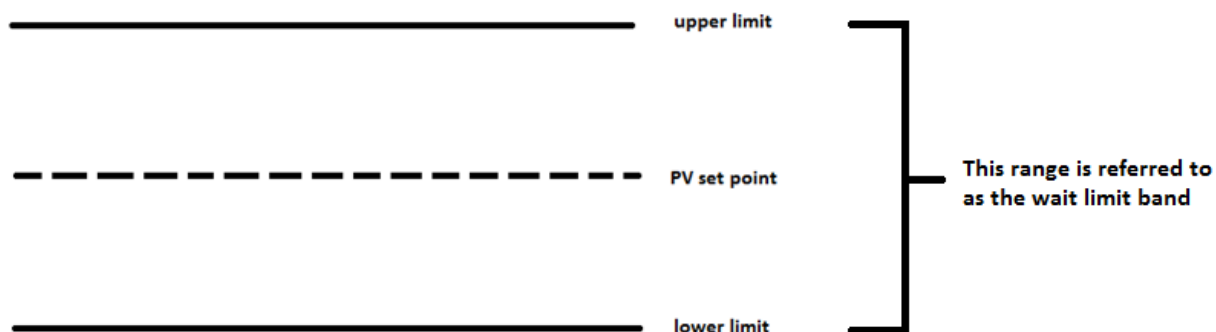 upper limit
PV set point
This range is referred to
as the wait limit band
lower limit